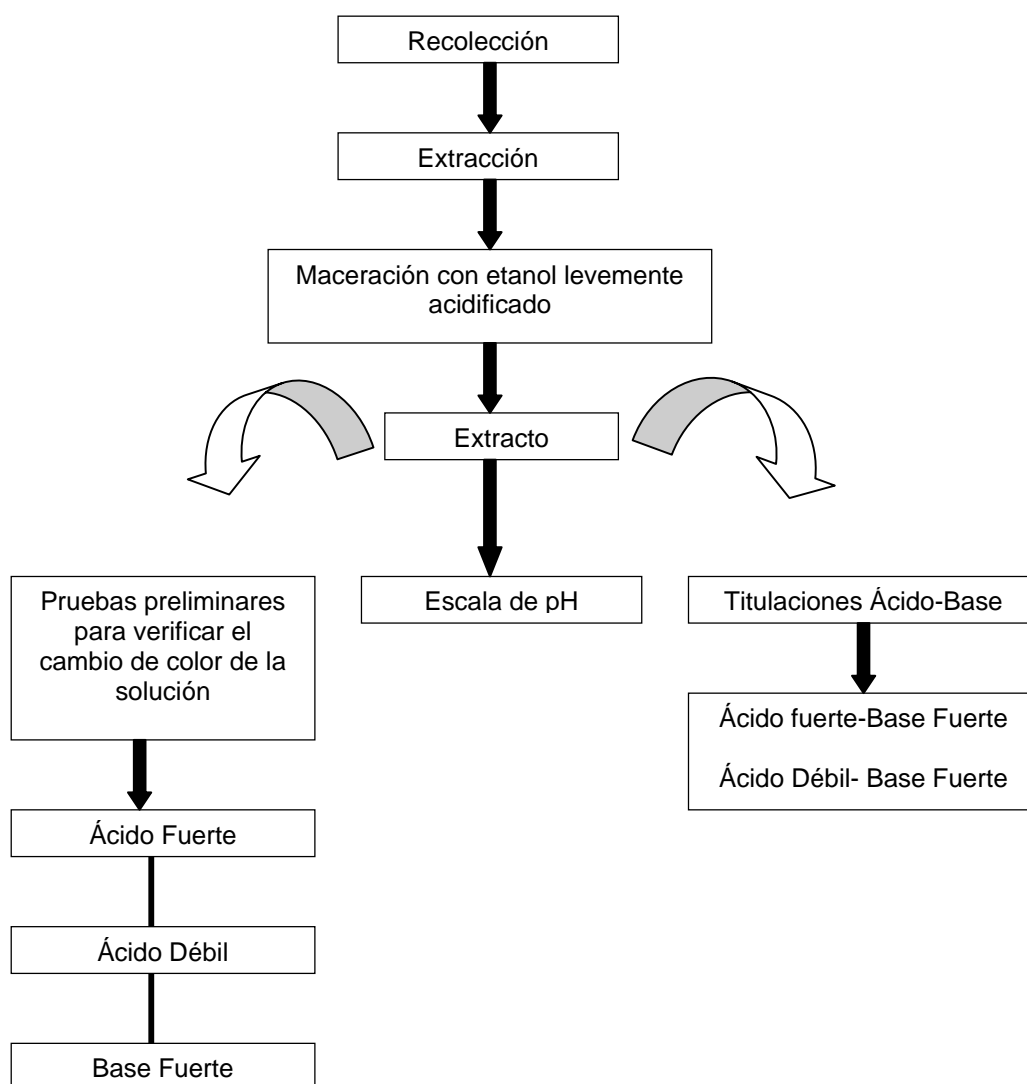 Recolección
Extracción
Maceración con etanol levemente
acidificado
Extracto
Pruebas preliminares
para verificar el
cambio de color de la
solución
Escala de pH
Titulaciones Ácido-Base
Ácido fuerte-Base Fuerte
Ácido Débil- Base Fuerte
Ácido Fuerte
Ácido Débil
Base Fuerte